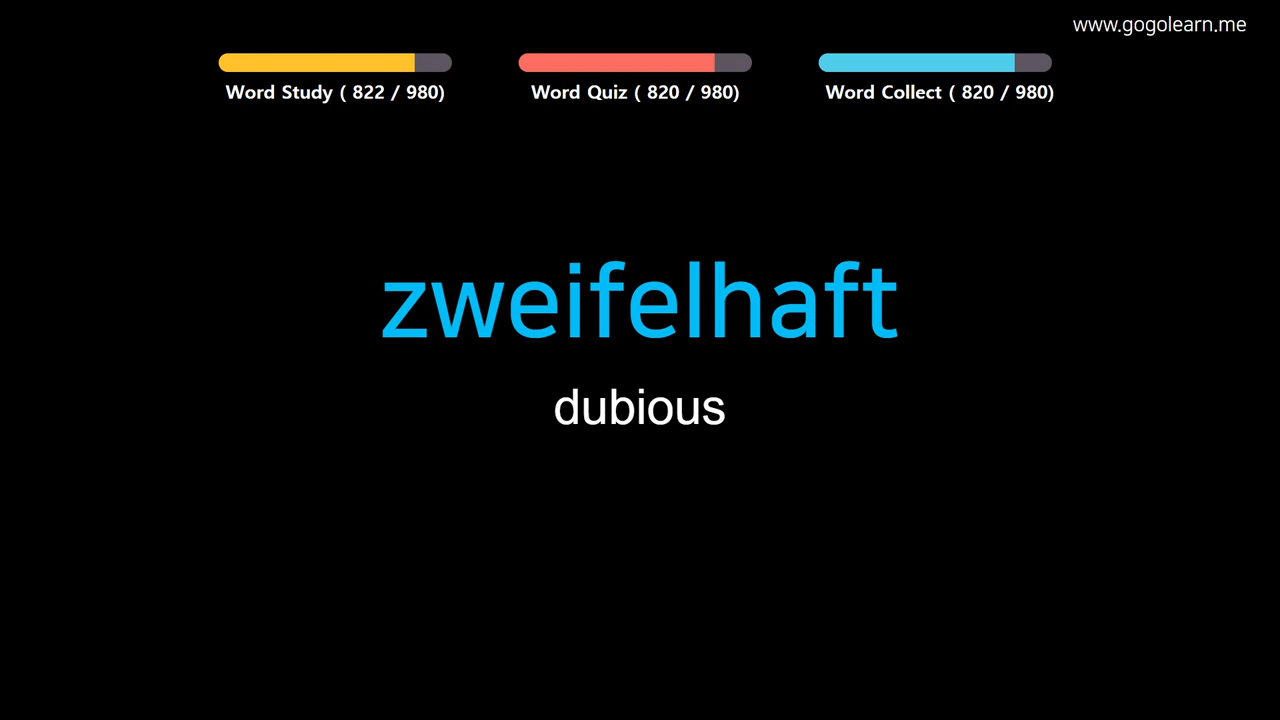 www.gogolearn.me
Word Study ( 822 / 980)
Word Quiz ( 820 / 980)
Word Collect ( 820 / 980)
zweifelhaft
dubious